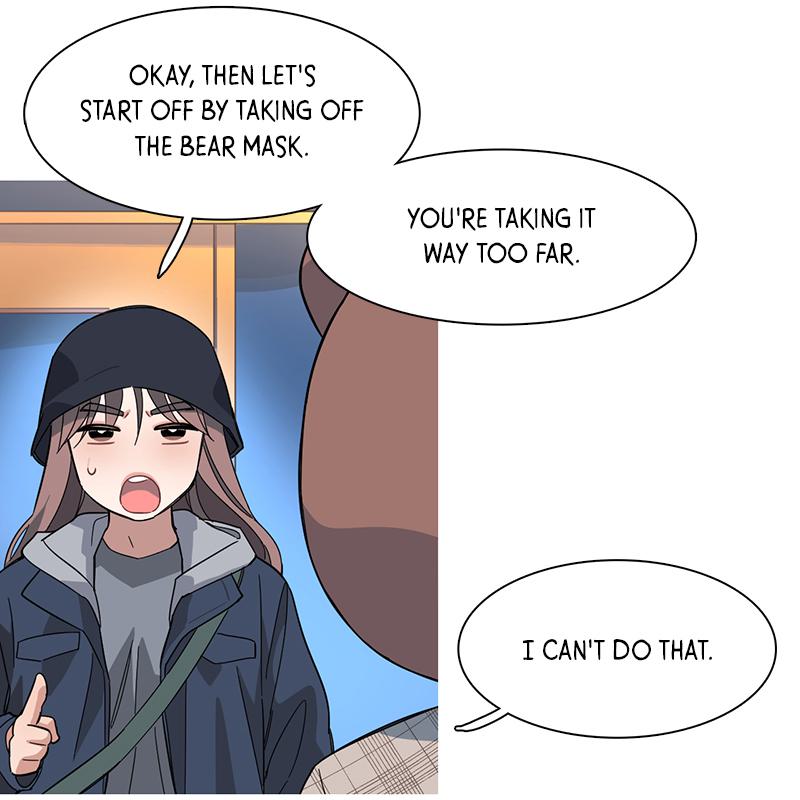 OKAY, THEN LET'S
START OFF BY TAKING OFF
THE BEAR MASK.
YOU'RE TAKING IT
WAY TOO FAR.
I CAN'T DO THAT.